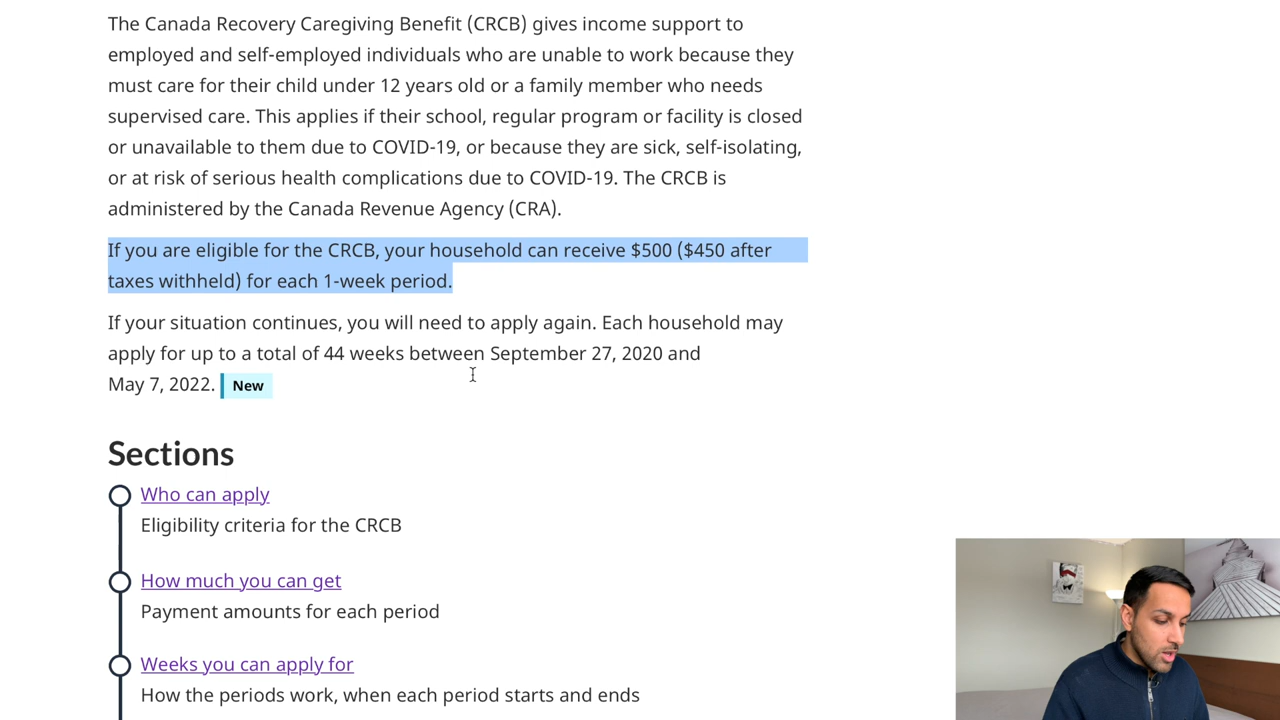 The Canada Recovery Caregiving Benefit (CRCB) gives income support to
employed and self-employed individuals who are unable to work because they
must care for their child under 12 years old or a family member who needs
supervised care. This applies if their school, regular program or facility is closed
or unavailable to them due to COVID-19, or because they are sick, self-isolating,
or at risk of serious health complications due to COVID-19. The CRCB is
administered by the Canada Revenue Agency (CRA).
If you are eligible for the CRCB, your household can receive $500 ($450 after
taxes withheld) for each 1-week period.
If your situation continues, you will need to apply again. Each household may
apply for up to a total of 44 weeks between September 27, 2020 and
May 7, 2022. New
Sections
Who can apply
Eligibility criteria for the CRCB
How much you can get
Payment amounts for each period
Weeks you can apply for
How the periods work, when each period starts and ends